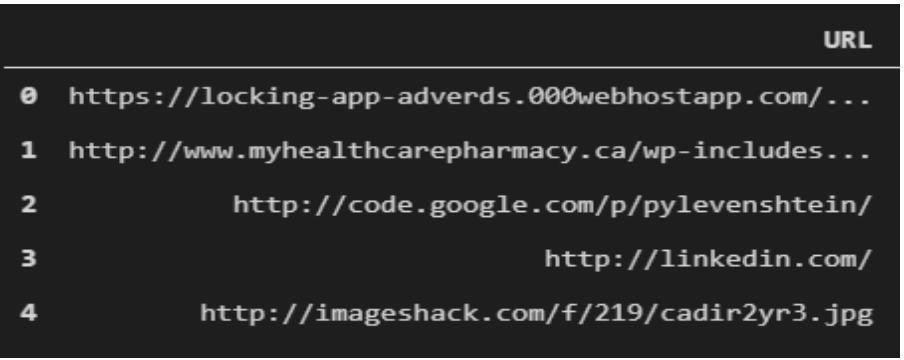 URL
0 https://locking-app-adverds.000webhostapp.com/...
1 http://www.myhealthcarepharmacy.ca/wp-includes...
2 http://code.google.com/p/pylevenshtein/
3 http://linkedin.com/
4 http://imageshack.com/f/219/cadir2yr3.jpg